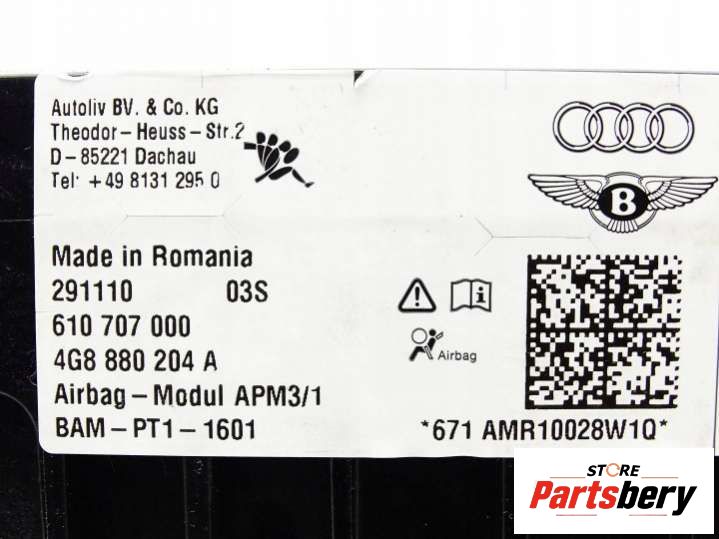 Autoliv BV. & Co. KG
Theodor-Heuss-Str.2
D-85221 Dachau
Tel: +49 8131 295 0
B
Made in Romania
291110 03S
610 707 000
4G8 880 204 A
Airbag-Modul APM3/1
BAM-PT1-1601
Airbag
*671 AMR10028W1Q*
STORE
Partsbery